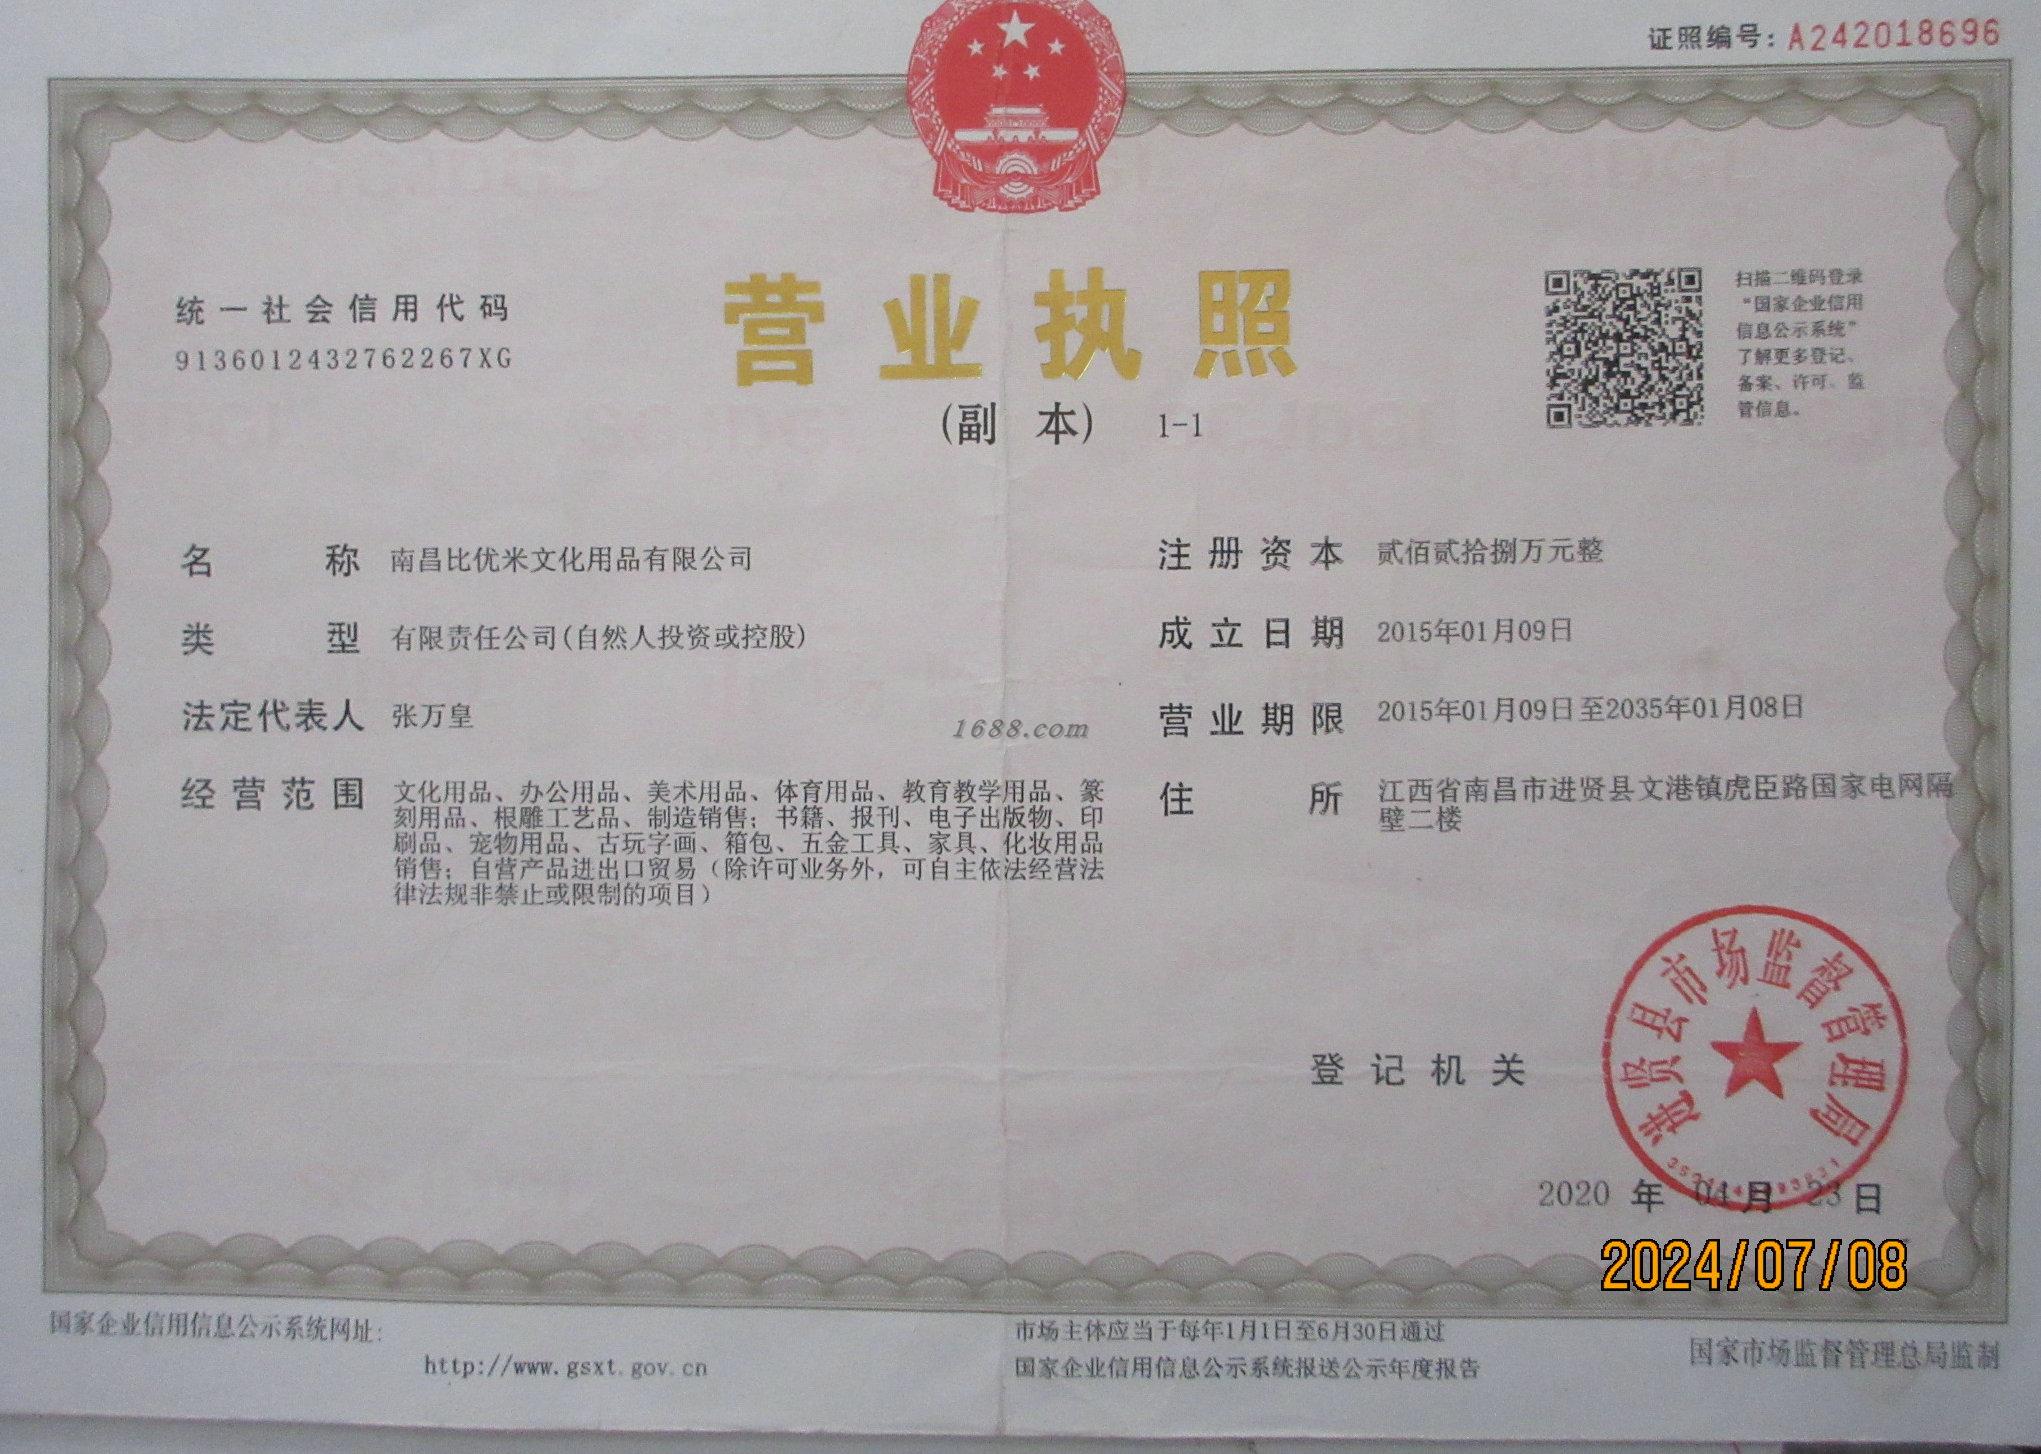 证照编号：A242018696
统一社会信用代码
9136012432762267XG
营业执照
(副 本) 1-1
扫描二维码登录
“国家企业信用
信息公示系统”
了解更多登记、
备案、许可、监
管信息。
名 称 南昌比优米文化用品有限公司
类 型 有限责任公司(自然人投资或控股)
法定代表人 张万皇
经营范围 文化用品、办公用品、美术用品、体育用品、教育教学用品、篆
刻用品、根雕工艺品、制造销售；书籍、报刊、电子出版物、印
刷品、宠物用品、古玩字画、箱包、五金工具、家具、化妆用品
销售；自营产品进出口贸易（除许可业务外，可自主依法经营法
律法规非禁止或限制的项目）
注册资本 贰佰贰拾捌万元整
成立日期 2015年01月09日
营业期限 2015年01月09日至2035年01月08日
住 所 江西省南昌市进贤县文港镇虎臣路国家电网隔
壁二楼
1688.com
登记机关
进贤县市场监督管理局
2020 年 04 月 23 日
2024/07/08
国家企业信用信息公示系统网址：
http://www.gsxt.gov.cn
市场主体应当于每年1月1日至6月30日通过
国家企业信用信息公示系统报送公示年度报告
国家市场监督管理总局监制